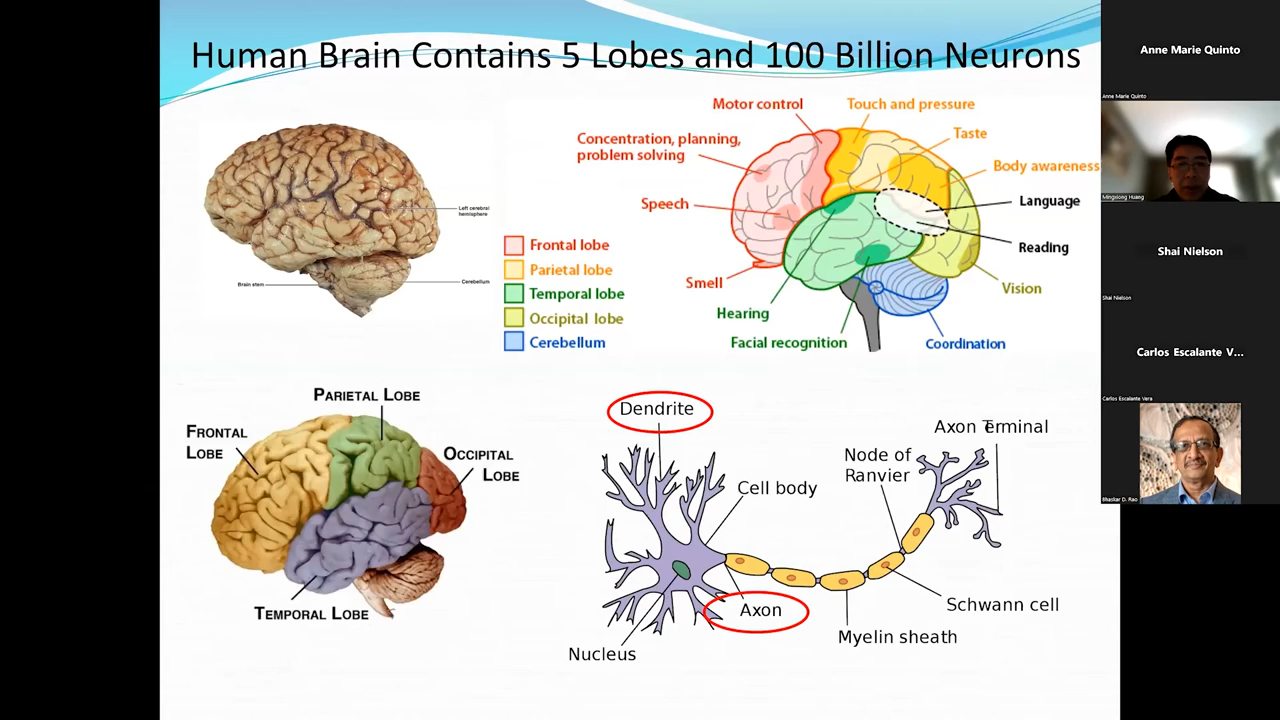 Human Brain Contains 5 Lobes and 100 Billion Neurons
Left cerebral
hemisphere
Brain stem
Cerebellum
Motor control
Touch and pressure
Concentration, planning,
problem solving
Taste
Body awareness
Speech
Language
Reading
Smell
Vision
Hearing
Facial recognition
Coordination
Frontal lobe
Parietal lobe
Temporal lobe
Occipital lobe
Cerebellum
PARIETAL LOBE
FRONTAL
LOBE
OCCIPITAL
LOBE
TEMPORAL LOBE
Dendrite
Cell body
Axon Terminal
Node of
Ranvier
Axon
Schwann cell
Myelin sheath
Nucleus
Anne Marie Quinto
Anne Marie Quinto
Mingxiong Huang
Shai Nielson
Shai Nielson
Carlos Escalante V...
Carlos Escalante Vera
Bhaskar D. Rao